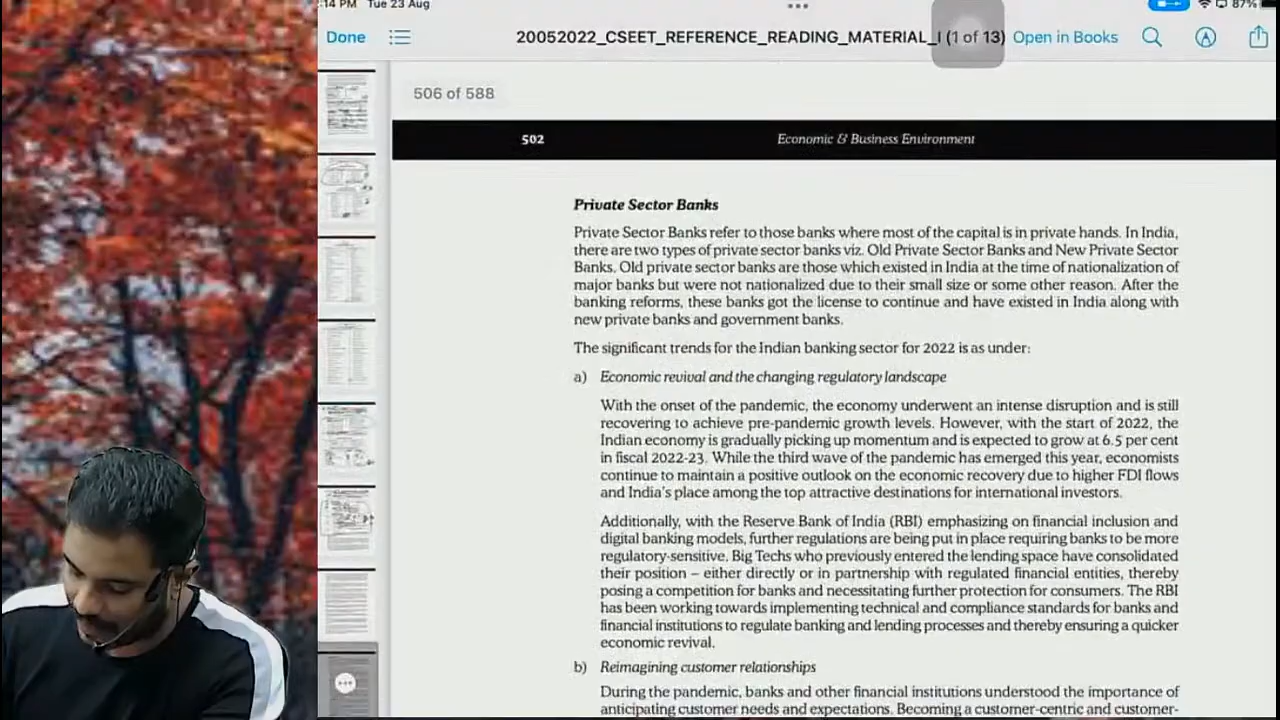 :14 PM Tue 23 Aug
87%
Done
20052022_CSEET_REFERENCE_READING_MATERIAL_I (1 of 13)
Open in Books
506 of 588
502
Economic & Business Environment
Private Sector Banks
Private Sector Banks refer to those banks where most of the capital is in private hands. In India,
there are two types of private sector banks viz. Old Private Sector Banks and New Private Sector
Banks. Old private sector banks are those which existed in India at the time of nationalization of
major banks but were not nationalized due to their small size or some other reason. After the
banking reforms, these banks got the license to continue and have existed in India along with
new private banks and government banks.
The significant trends for the Indian banking sector for 2022 is as under:
a) Economic revival and the changing regulatory landscape
With the onset of the pandemic, the economy underwent an intense disruption and is still
recovering to achieve pre-pandemic growth levels. However, with the start of 2022, the
Indian economy is gradually picking up momentum and is expected to grow at 6.5 per cent
in fiscal 2022-23. While the third wave of the pandemic has emerged this year, economists
continue to maintain a positive outlook on the economic recovery due to higher FDI flows
and India's place among the top attractive destinations for international investors.
Additionally, with the Reserve Bank of India (RBI) emphasizing on financial inclusion and
digital banking models, further regulations are being put in place requiring banks to be more
regulatory-sensitive. Big Techs who previously entered the lending space have consolidated
their position – either directly or in partnership with regulated financial entities, thereby
posing a competition for banks and necessitating further protection for consumers. The RBI
has been working towards implementing technical and compliance standards for banks and
financial institutions to regulate banking and lending processes and thereby ensuring a quicker
economic revival.
b) Reimagining customer relationships
During the pandemic, banks and other financial institutions understood the importance of
anticipating customer needs and expectations. Becoming a customer-centric and customer-